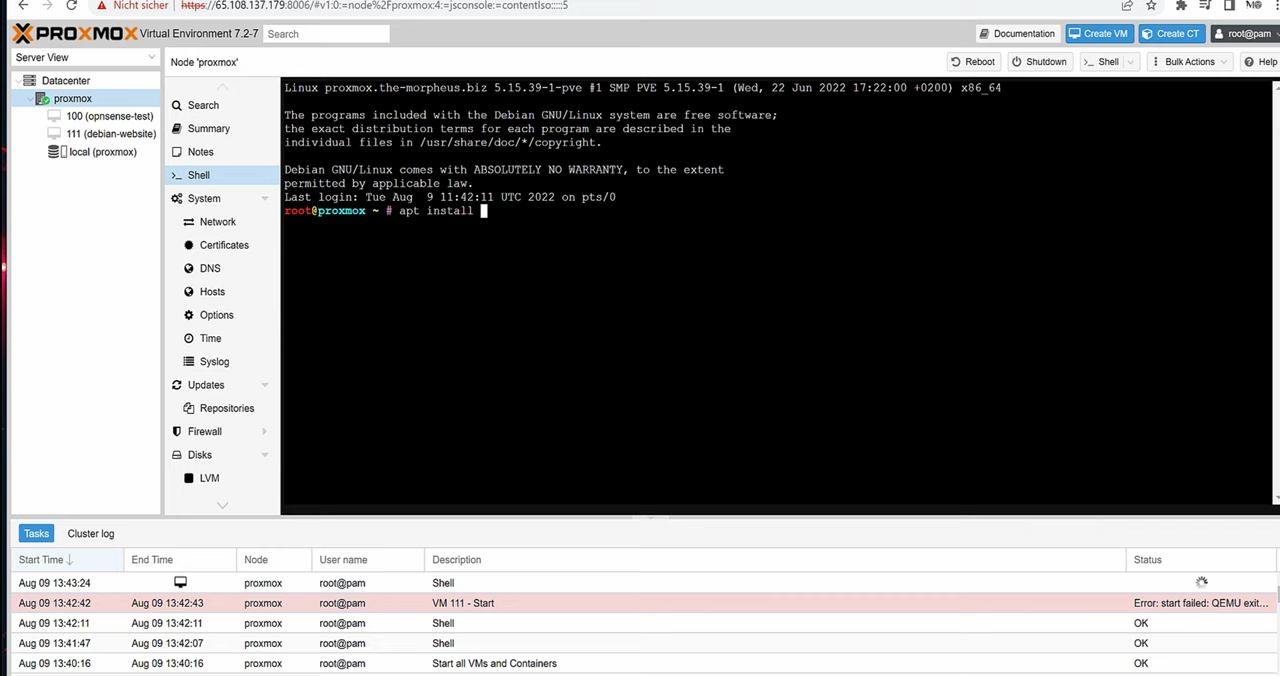 Nicht sicher https://65.108.137.179:8006/#v1:0:=node%2Fproxmox:4:=jsconsole:=contentIso:::::5
PROXMOX Virtual Environment 7.2-7 Search Documentation Create VM Create CT root@pam
Server View
Node 'proxmox' Reboot Shutdown >_ Shell Bulk Actions Help
Datacenter
proxmox
100 (opnsense-test)
111 (debian-website)
local (proxmox)
Search
Summary
Notes
>_ Shell
System
Network
Certificates
DNS
Hosts
Options
Time
Syslog
Updates
Repositories
Firewall
Disks
LVM
Linux proxmox.the-morpheus.biz 5.15.39-1-pve #1 SMP PVE 5.15.39-1 (Wed, 22 Jun 2022 17:22:00 +0200) x86_64
The programs included with the Debian GNU/Linux system are free software;
the exact distribution terms for each program are described in the
individual files in /usr/share/doc/*/copyright.
Debian GNU/Linux comes with ABSOLUTELY NO WARRANTY, to the extent
permitted by applicable law.
Last login: Tue Aug  9 11:42:11 UTC 2022 on pts/0
root@proxmox ~ # apt install
Tasks Cluster log
Start Time End Time Node User name Description Status
Aug 09 13:43:24 proxmox root@pam Shell
Aug 09 13:42:42 Aug 09 13:42:43 proxmox root@pam VM 111 - Start Error: start failed: QEMU exit...
Aug 09 13:42:11 Aug 09 13:42:11 proxmox root@pam Shell OK
Aug 09 13:41:47 Aug 09 13:42:07 proxmox root@pam Shell OK
Aug 09 13:40:16 Aug 09 13:40:16 proxmox root@pam Start all VMs and Containers OK